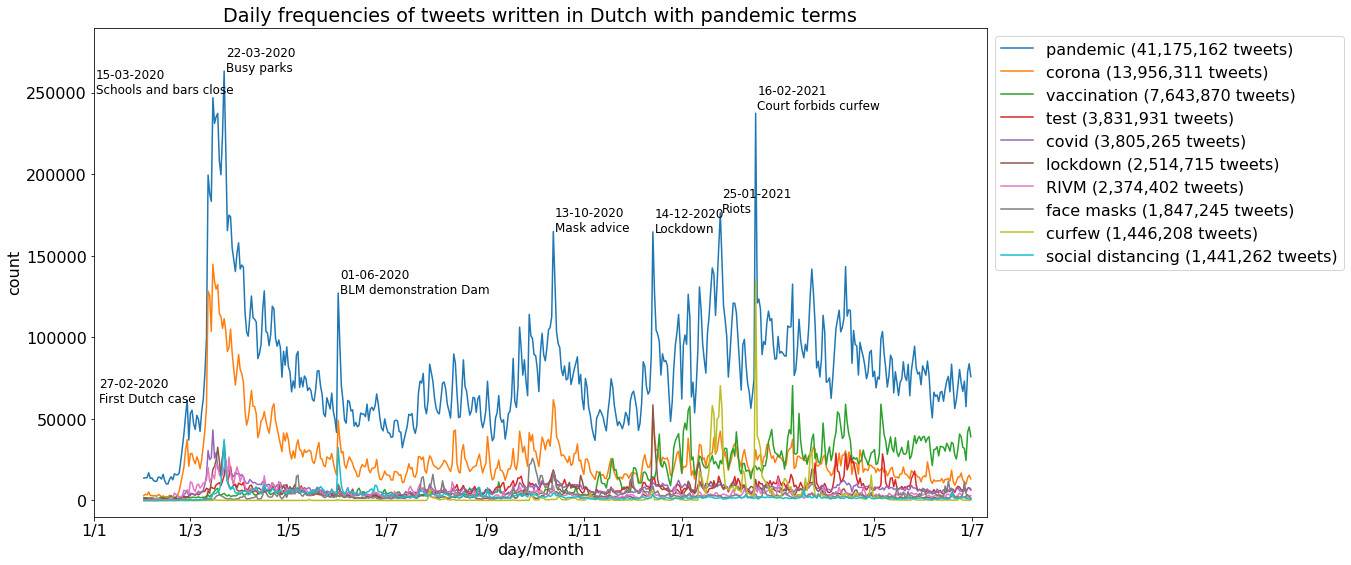 Daily frequencies of tweets written in Dutch with pandemic terms
22-03-2020
Busy parks
15-03-2020
Schools and bars close
16-02-2021
Court forbids curfew
25-01-2021
Riots
13-10-2020
Mask advice
14-12-2020
Lockdown
01-06-2020
BLM demonstration Dam
27-02-2020
First Dutch case
count
250000
200000
150000
100000
50000
0
1/1
1/3
1/5
1/7
1/9
1/11
1/1
1/3
1/5
1/7
day/month
pandemic (41,175,162 tweets)
corona (13,956,311 tweets)
vaccination (7,643,870 tweets)
test (3,831,931 tweets)
covid (3,805,265 tweets)
lockdown (2,514,715 tweets)
RIVM (2,374,402 tweets)
face masks (1,847,245 tweets)
curfew (1,446,208 tweets)
social distancing (1,441,262 tweets)